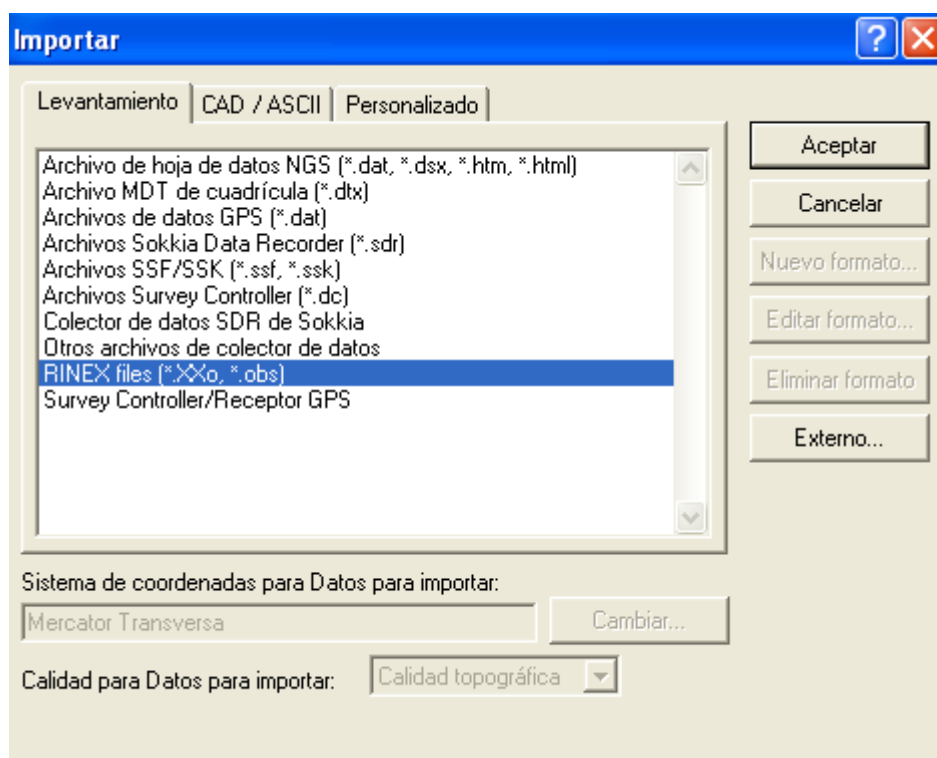 Importar
Levantamiento
CAD / ASCII
Personalizado
Archivo de hoja de datos NGS (*.dat, *.dsx, *.htm, *.html)
Archivo MDT de cuadrícula (*.dtx)
Archivos de datos GPS (*.dat)
Archivos Sokkia Data Recorder (*.sdr)
Archivos SSF/SSK (*.ssf, *.ssk)
Archivos Survey Controller (*.dc)
Colector de datos SDR de Sokkia
Otros archivos de colector de datos
RINEX files (*.XXo, *.obs)
Survey Controller/Receptor GPS
Aceptar
Cancelar
Nuevo formato...
Editar formato...
Eliminar formato
Externo...
Sistema de coordenadas para Datos para importar:
Mercator Transversa
Cambiar...
Calidad para Datos para importar:
Calidad topográfica